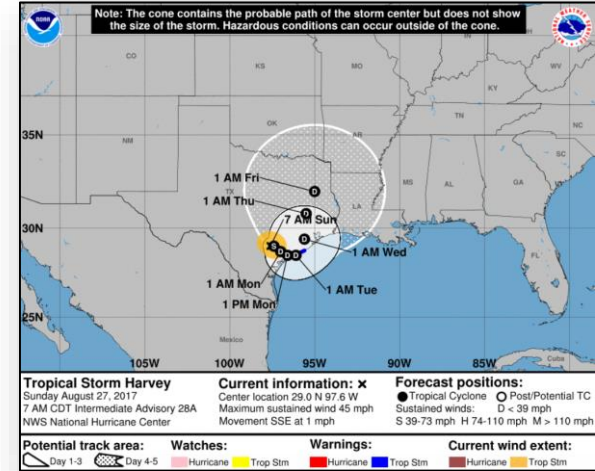 Note: The cone contains the probable path of the storm center but does not show
the size of the storm. Hazardous conditions can occur outside of the cone.
NOAA
CO
KS
MO
VA
NC
TN
OK
AR
SC
NM
35N
1 AM Fri
TX
MS
AL
GA
1 AM Thu
LA
30N
7 AM Sun
1 AM Wed
FL
1 AM Mon
1 AM Tue
1 PM Mon
25N
Mexico
105W
100W
95W
90W
85W
Cuba
D
D
D
S
D
D
D
Tropical Storm Harvey
Sunday August 27, 2017
7 AM CDT Intermediate Advisory 28A
NWS National Hurricane Center
Current information: ×
Center location 29.0 N 97.6 W
Maximum sustained wind 45 mph
Movement SSE at 1 mph
Forecast positions:
● Tropical Cyclone ○ Post/Potential TC
Sustained winds: D < 39 mph
S 39-73 mph H 74-110 mph M > 110 mph
Potential track area:
Day 1-3 Day 4-5
Watches:
Hurricane Trop Stm
Warnings:
Hurricane Trop Stm
Current wind extent:
Hurricane Trop Stm